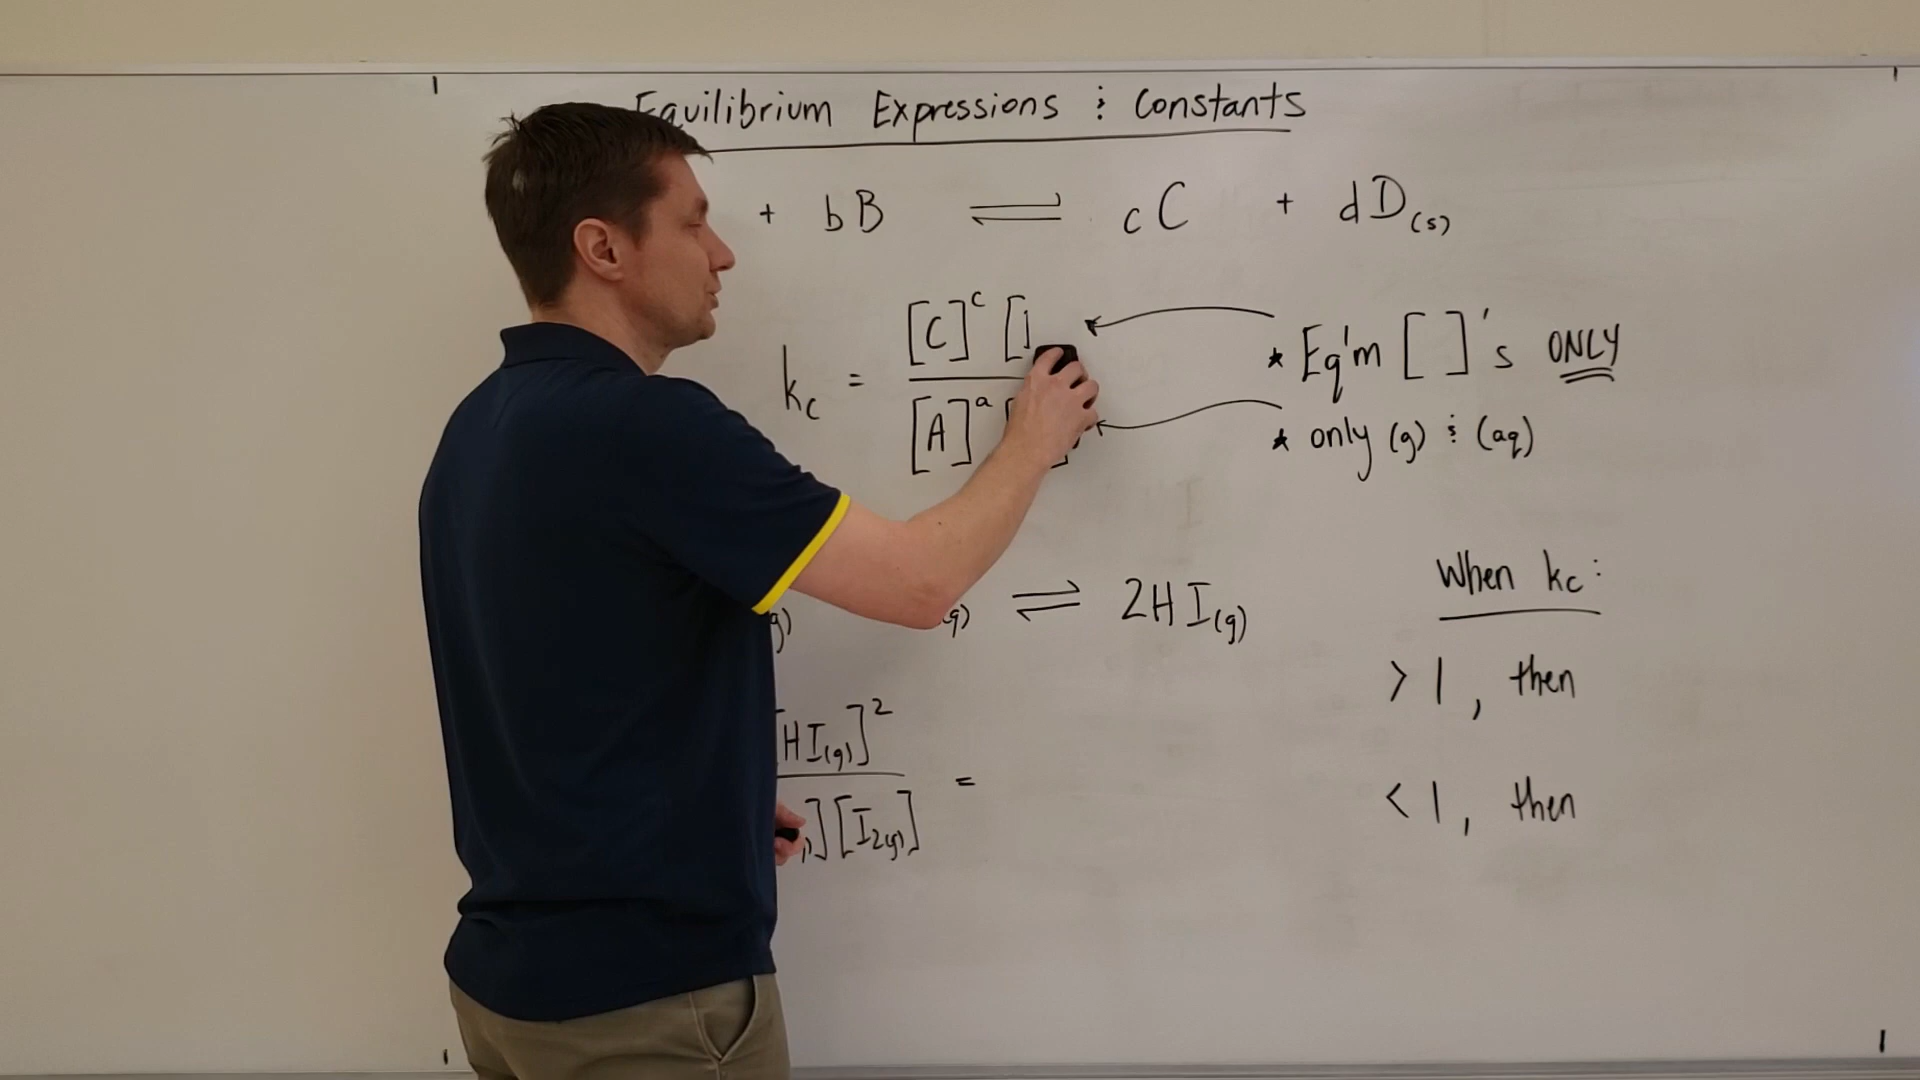 Equilibrium Expressions & Constants
+ bB ⇌ cC + dD(s)
kc = [C]^c [
[A]^a [
* Eq'm [ ]'s ONLY
* only (g) & (aq)
(g) ⇌ 2HI(g)
[HI(g)]^2
][I2(g)] =
When kc:
> 1, then
< 1, then